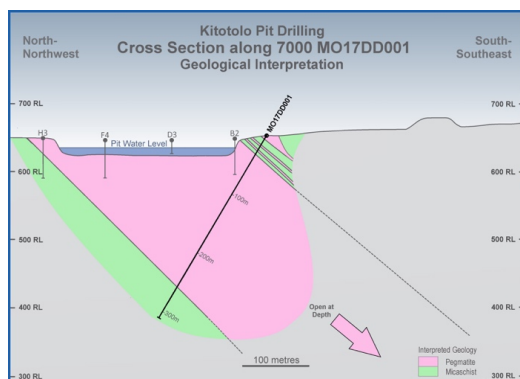 Kitotolo Pit Drilling
North-
Northwest
Cross Section along 7000 MO17DD001
South-
Southeast
Geological Interpretation
MO17DD001
700 RL
700 RL
H3
F4
D3
B2
Pit Water Level
600 RL
600 RL
100m
500 RL
500 RL
200m
400 RL
400 RL
300m
Open at
Depth
100 metres
Interpreted Geology
Pegmatite
Micaschist
300 RL
300 RL